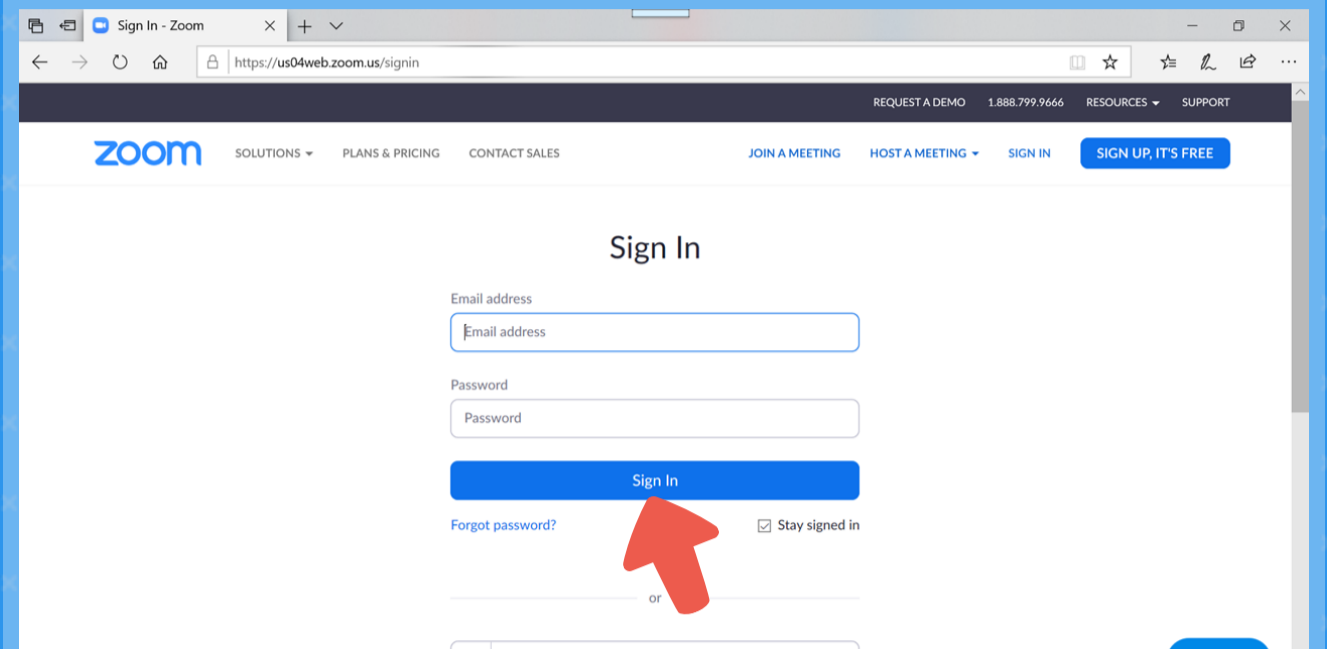 Sign In - Zoom
https://us04web.zoom.us/signin
REQUEST A DEMO 1.888.799.9666 RESOURCES SUPPORT
zoom SOLUTIONS PLANS & PRICING CONTACT SALES JOIN A MEETING HOST A MEETING SIGN IN SIGN UP, IT'S FREE
Sign In
Email address
Email address
Password
Password
Sign In
Forgot password? Stay signed in
or